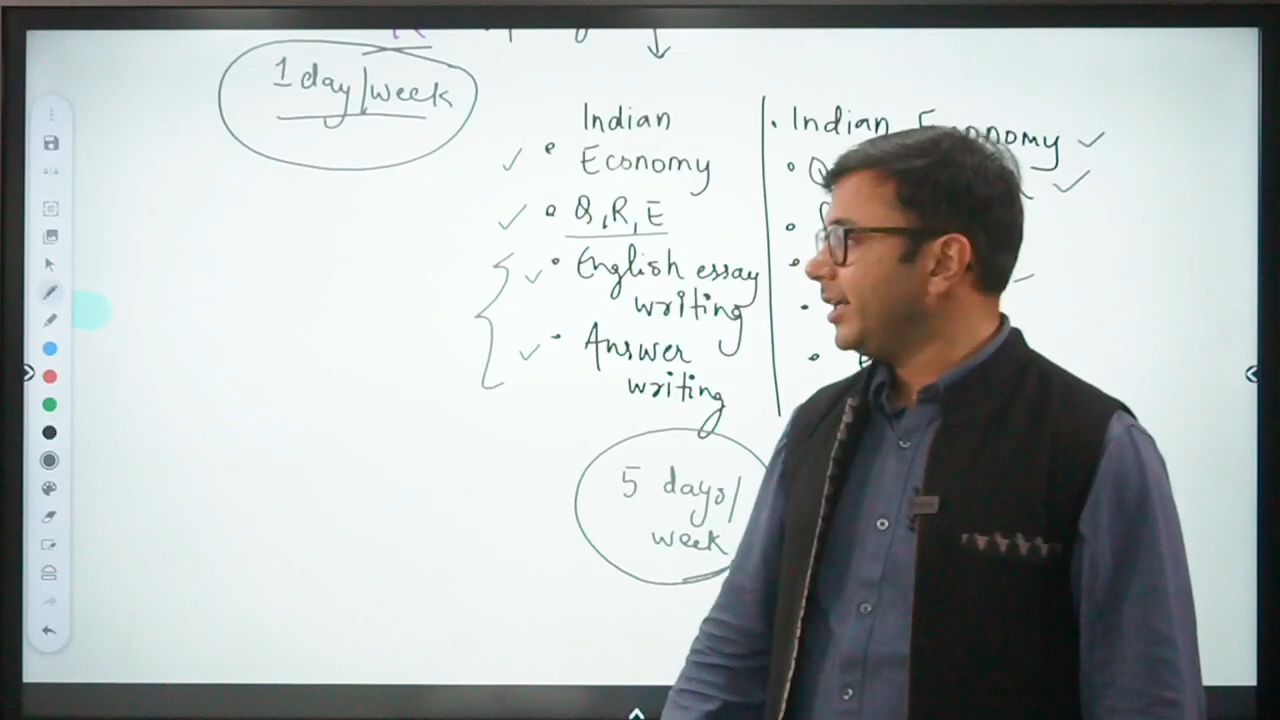 1 day/week
Indian
Economy
Q, R, E
English essay
writing
Answer
writing
5 days/
week
Indian Economy